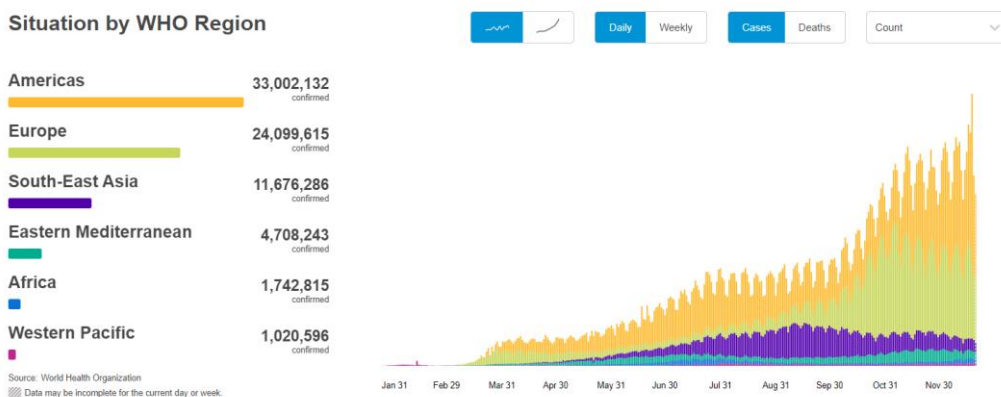 Situation by WHO Region
Daily
Weekly
Cases
Deaths
Count
Americas
33,002,132
confirmed
Europe
24,099,615
confirmed
South-East Asia
11,676,286
confirmed
Eastern Mediterranean
4,708,243
confirmed
Africa
1,742,815
confirmed
Western Pacific
1,020,596
confirmed
Source: World Health Organization
Data may be incomplete for the current day or week.
Jan 31 Feb 29 Mar 31 Apr 30 May 31 Jun 30 Jul 31 Aug 31 Sep 30 Oct 31 Nov 30